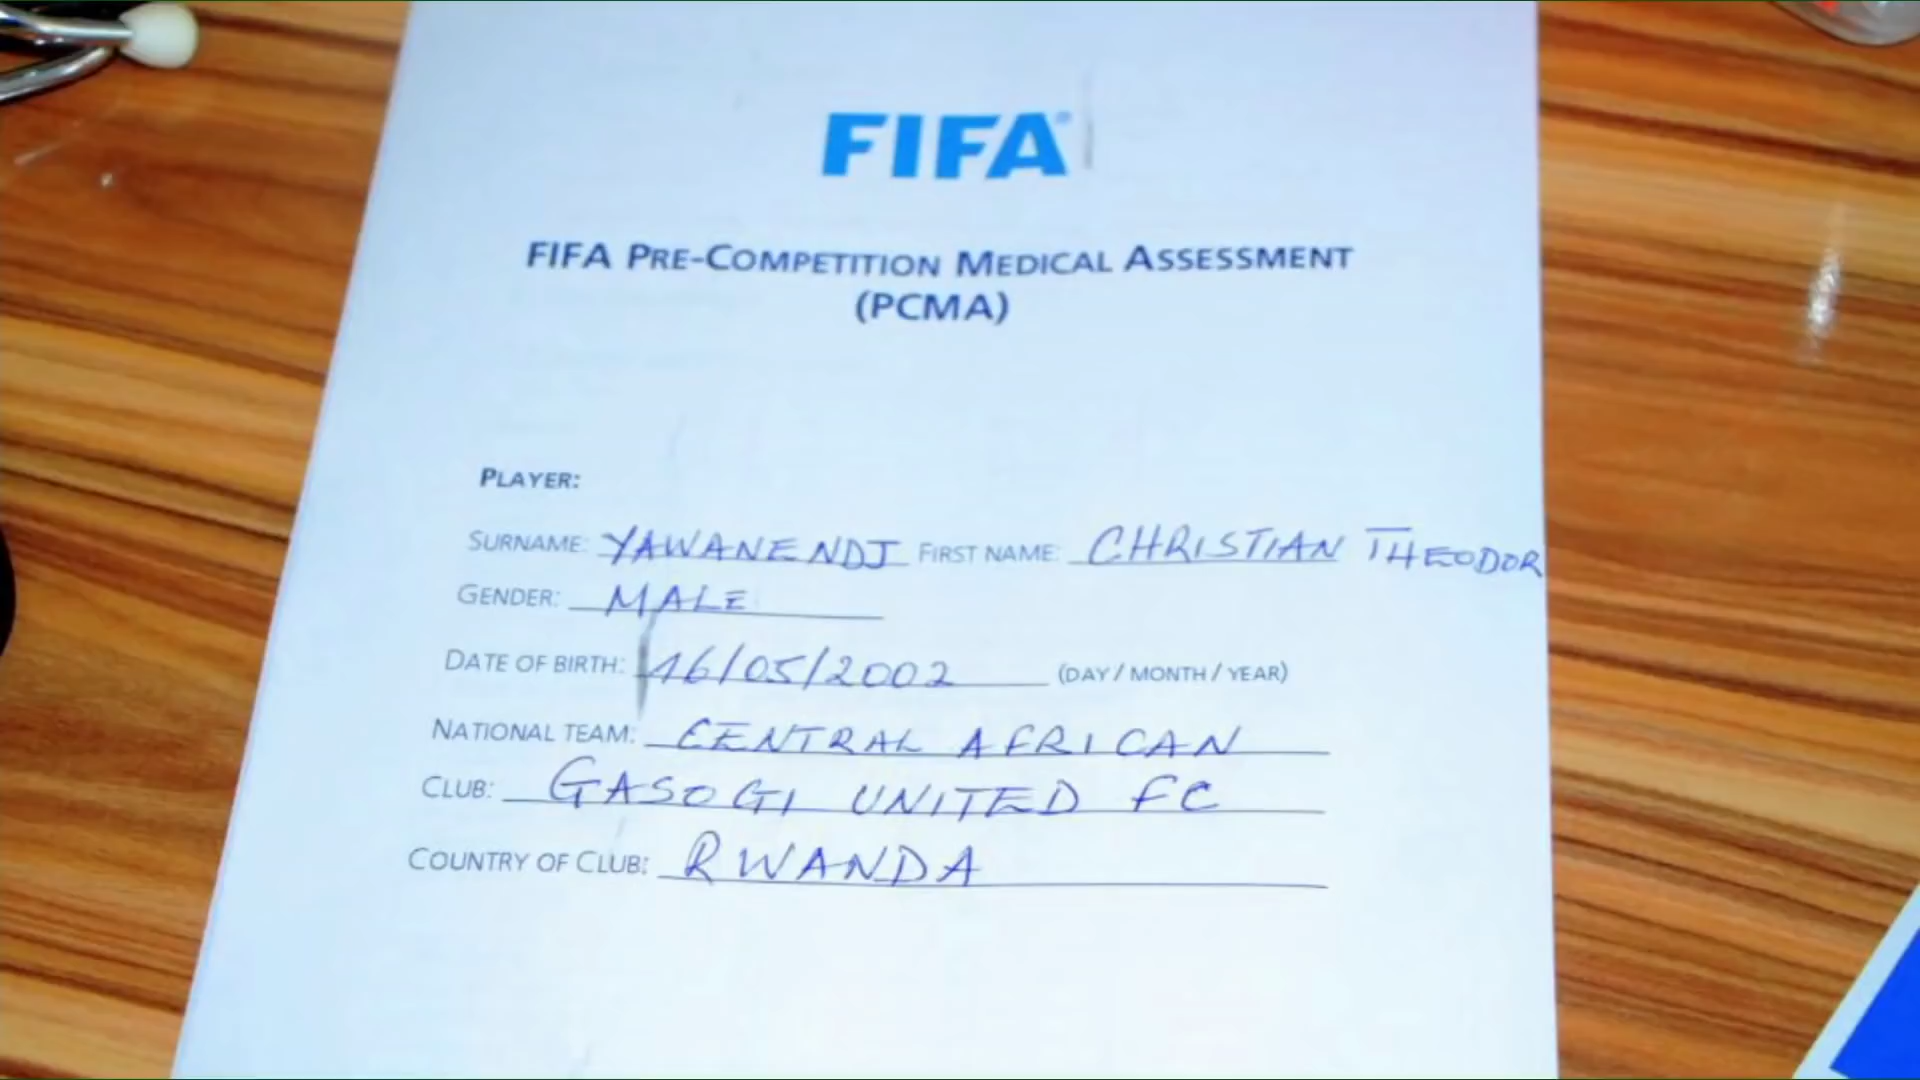 FIFA®
FIFA PRE-COMPETITION MEDICAL ASSESSMENT
(PCMA)
PLAYER:
SURNAME: YAWANENDJ FIRST NAME: CHRISTIAN THEODOR
GENDER: MALE
DATE OF BIRTH: 16/05/2002 (DAY / MONTH / YEAR)
NATIONAL TEAM: CENTRAL AFRICAN
CLUB: GASOGI UNITED FC
COUNTRY OF CLUB: RWANDA